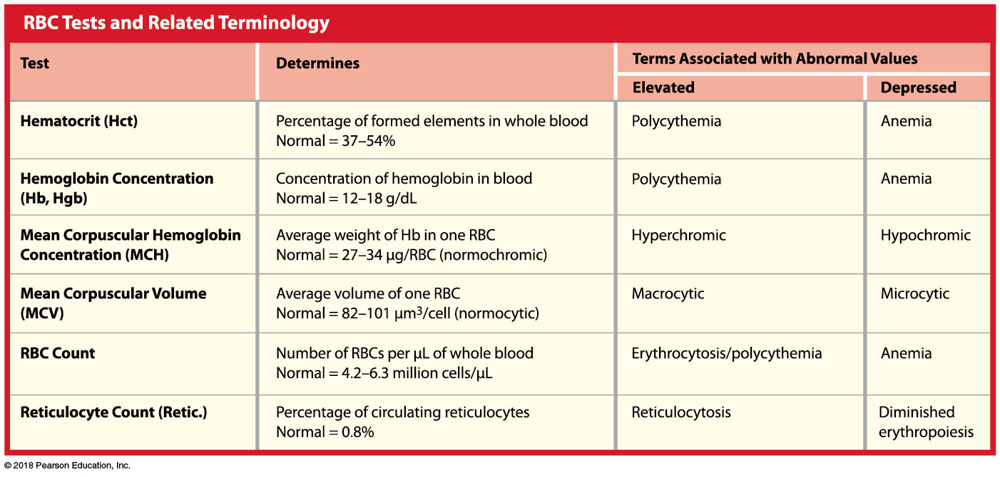 RBC Tests and Related Terminology
Test
Determines
Terms Associated with Abnormal Values
Elevated
Depressed
Hematocrit (Hct)
Percentage of formed elements in whole blood
Normal = 37–54%
Polycythemia
Anemia
Hemoglobin Concentration
(Hb, Hgb)
Concentration of hemoglobin in blood
Normal = 12–18 g/dL
Polycythemia
Anemia
Mean Corpuscular Hemoglobin
Concentration (MCH)
Average weight of Hb in one RBC
Normal = 27–34 μg/RBC (normochromic)
Hyperchromic
Hypochromic
Mean Corpuscular Volume
(MCV)
Average volume of one RBC
Normal = 82–101 μm³/cell (normocytic)
Macrocytic
Microcytic
RBC Count
Number of RBCs per μL of whole blood
Normal = 4.2–6.3 million cells/μL
Erythrocytosis/polycythemia
Anemia
Reticulocyte Count (Retic.)
Percentage of circulating reticulocytes
Normal = 0.8%
Reticulocytosis
Diminished
erythropoiesis
© 2018 Pearson Education, Inc.